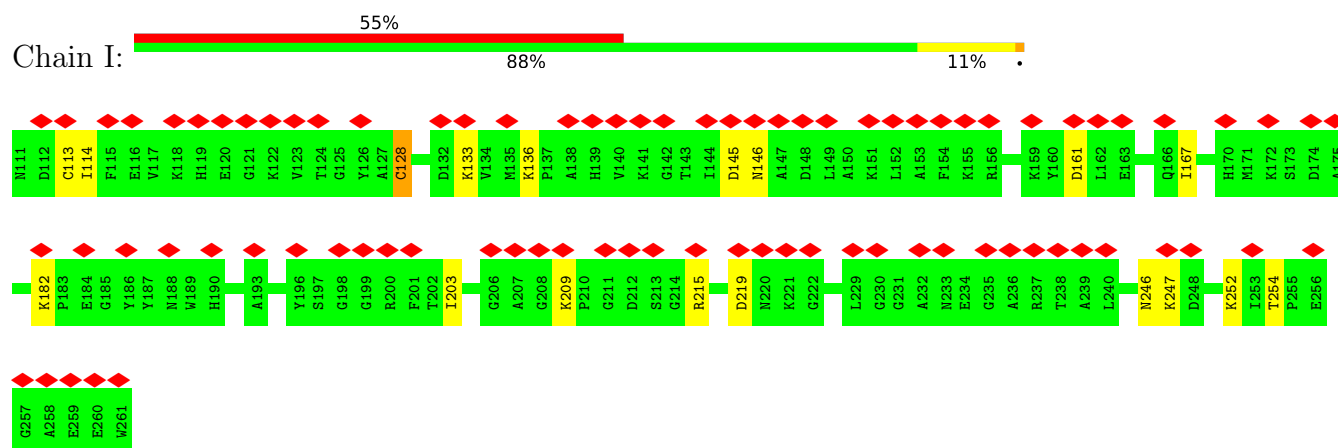 55%
Chain I:
88% 11% •
N111 D112 C113 I114 F115 E116 V117 K118 H119 E120 G121 K122 V123 T124 G125 Y126 A127 C128 D132 K133 V134 M135 K136 P137 A138 H139 V140 K141 G142 T143 I144 D145 N146 A147 D148 L149 A150 K151 L152 A153 F154 K155 R156 K159 Y160 D161 L162 E163 Q166 I167 H170 M171 K172 S173 D174 A175
K182 P183 E184 G185 Y186 Y187 N188 W189 H190 A193 Y196 S197 G198 G199 R200 F201 T202 I203 G206 A207 G208 K209 P210 G211 D212 S213 G214 R215 D219 N220 K221 G222 L229 G230 G231 A232 N233 E234 G235 A236 R237 T238 A239 L240 N246 K247 D248 K252 I253 T254 P255 E256
G257 A258 E259 E260 W261